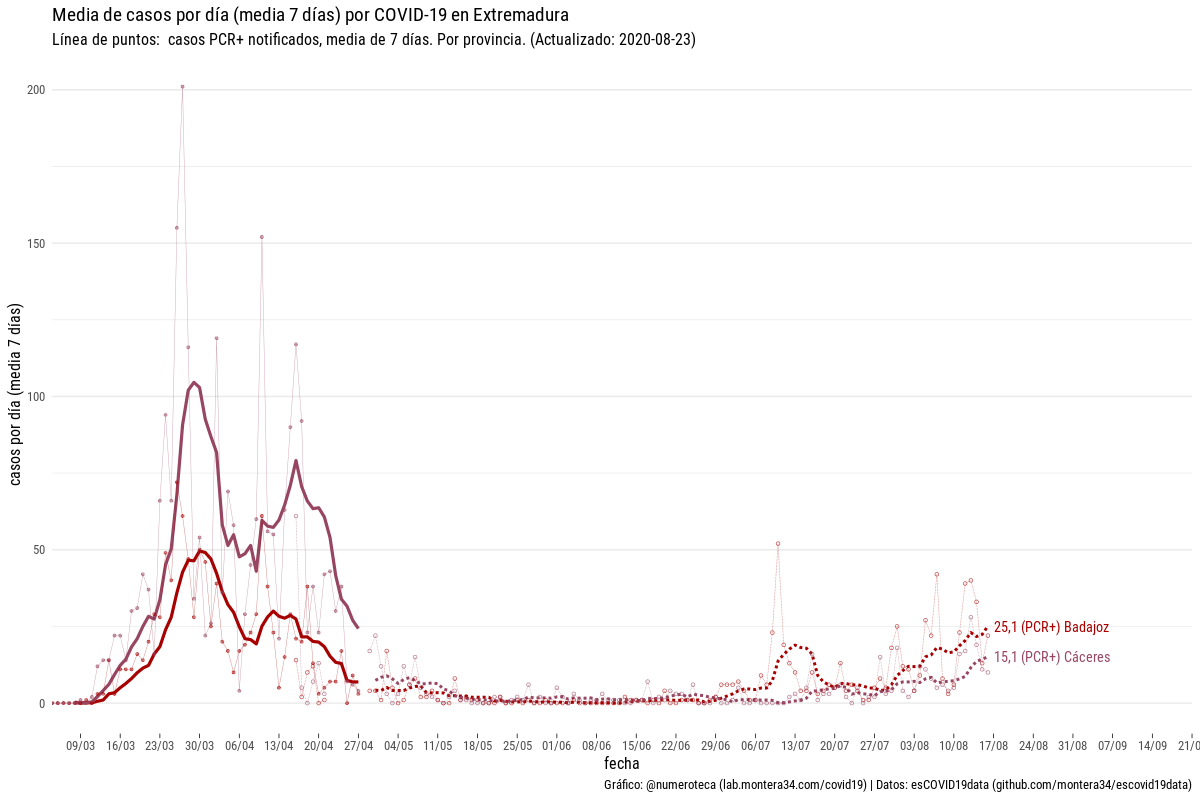 Media de casos por día (media 7 días) por COVID-19 en Extremadura
Línea de puntos:  casos PCR+ notificados, media de 7 días. Por provincia. (Actualizado: 2020-08-23)
casos por día (media 7 días)
200
150
100
50
0
25,1 (PCR+) Badajoz
15,1 (PCR+) Cáceres
09/03 16/03 23/03 30/03 06/04 13/04 20/04 27/04 04/05 11/05 18/05 25/05 01/06 08/06 15/06 22/06 29/06 06/07 13/07 20/07 27/07 03/08 10/08 17/08 24/08 31/08 07/09 14/09 21/0
fecha
Gráfico: @numeroteca (lab.montera34.com/covid19) | Datos: esCOVID19data (github.com/montera34/escovid19data)